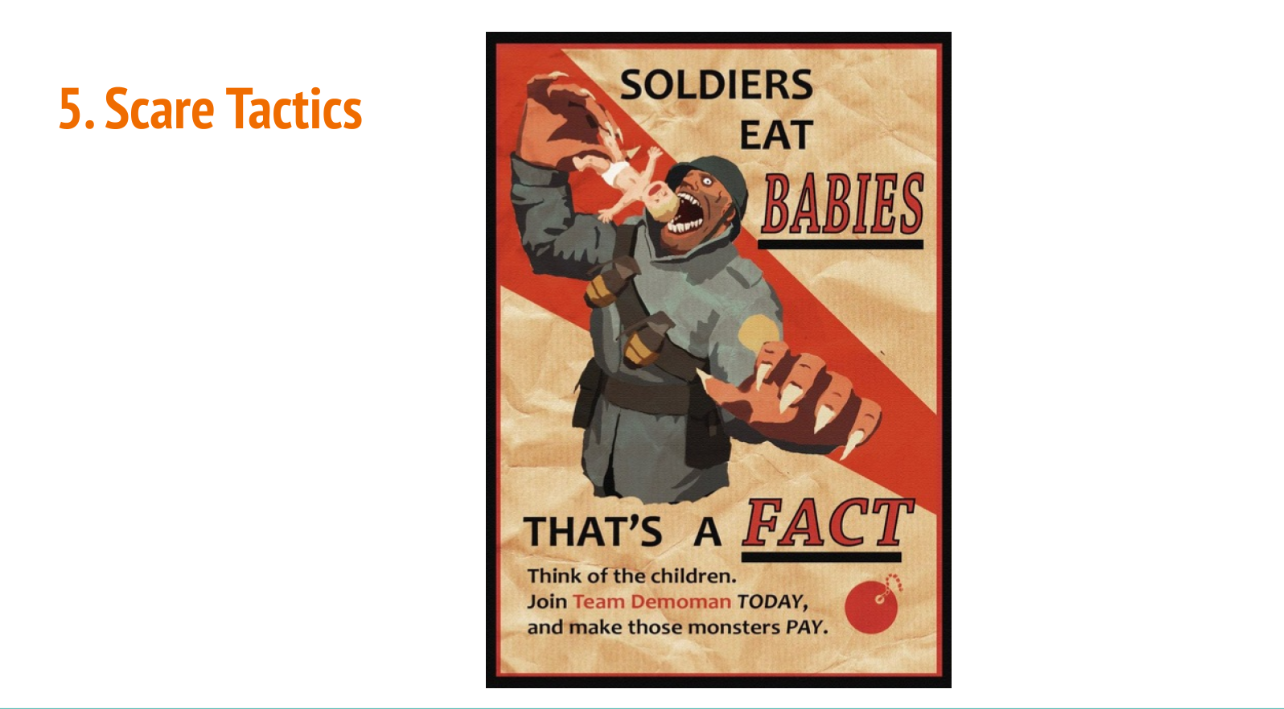 5. Scare Tactics
SOLDIERS
EAT
BABIES
THAT'S A FACT
Think of the children.
Join Team Demoman TODAY,
and make those monsters PAY.